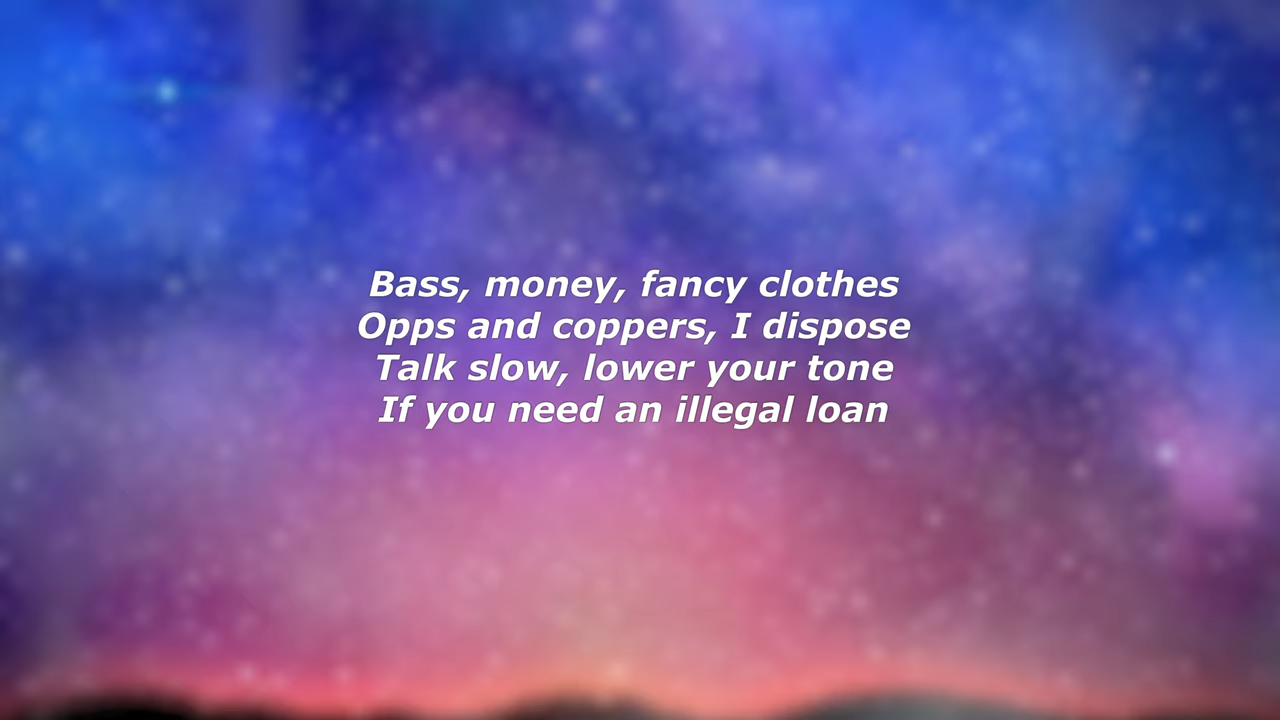 Bass, money, fancy clothes
Opps and coppers, I dispose
Talk slow, lower your tone
If you need an illegal loan